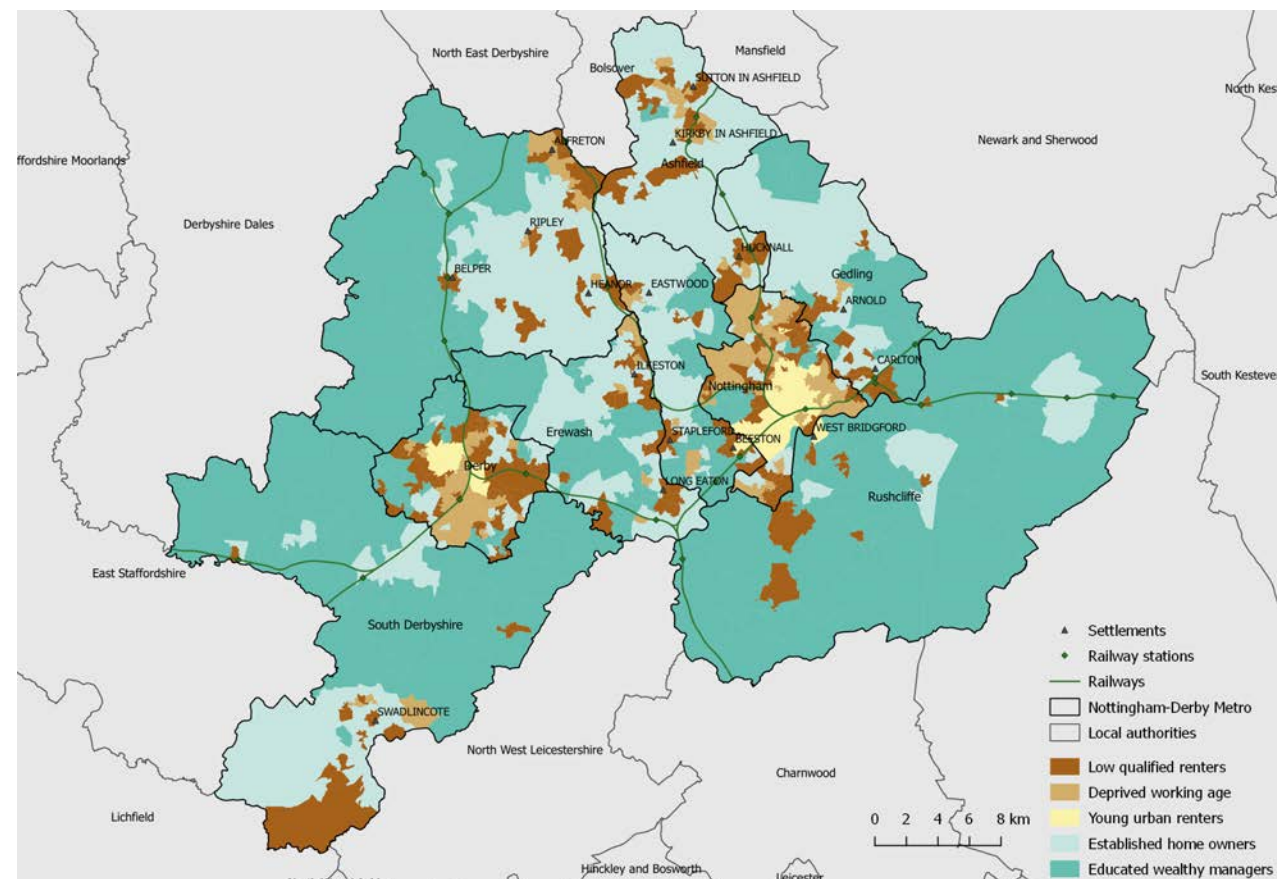 North East Derbyshire
Mansfield
Bolsover
SUTTON IN ASHFIELD
North Kes
KIRKBY IN ASHFIELD
Newark and Sherwood
ALFRETON
ffordshire Moorlands
Ashfield
Derbyshire Dales
RIPLEY
HUCKNALL
BELPER
Gedling
HEANOR
EASTWOOD
ARNOLD
CARLTON
ILKESTON
South Kesteve
Nottingham
Erewash
STAPLEFORD
BEESTON
WEST BRIDGFORD
Derby
LONG EATON
Rushcliffe
East Staffordshire
South Derbyshire
SWADLINCOTE
North West Leicestershire
Charnwood
Lichfield
Hinckley and Bosworth
Leicester
Settlements
Railway stations
Railways
Nottingham-Derby Metro
Local authorities
Low qualified renters
Deprived working age
Young urban renters
Established home owners
Educated wealthy managers
0 2 4 6 8 km